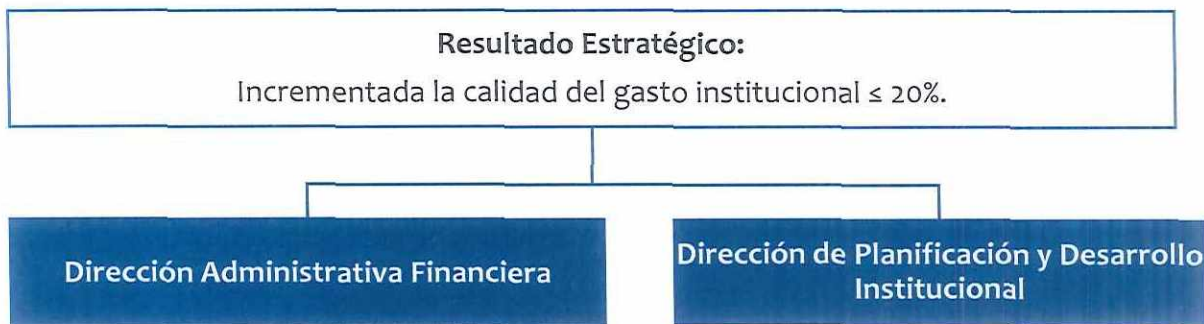 Resultado Estratégico:
Incrementada la calidad del gasto institucional ≤ 20%.
Dirección Administrativa Financiera
Dirección de Planificación y Desarrollo
Institucional